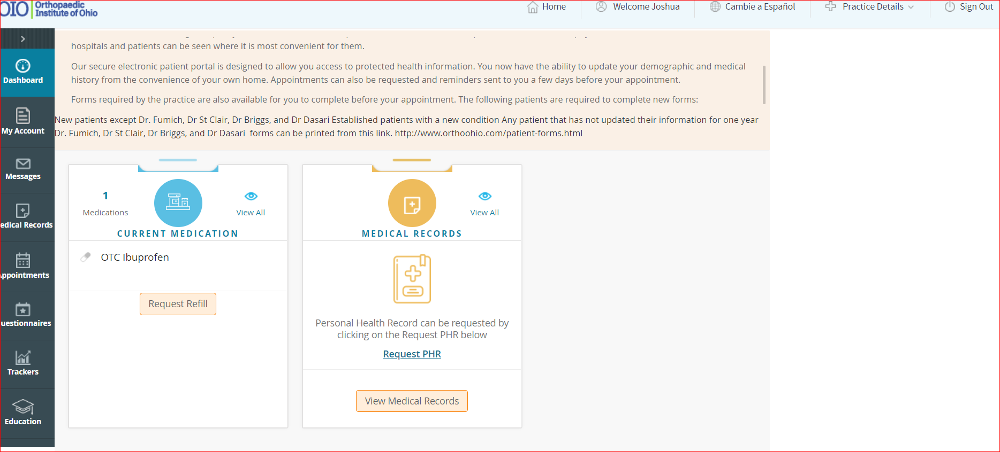 OIO Orthopaedic
Institute of Ohio
Home
Welcome Joshua
Cambie a Español
Practice Details
Sign Out
hospitals and patients can be seen where it is most convenient for them.
Our secure electronic patient portal is designed to allow you access to protected health information. You now have the ability to update your demographic and medical
history from the convenience of your own home. Appointments can also be requested and reminders sent to you a few days before your appointment.
Forms required by the practice are also available for you to complete before your appointment. The following patients are required to complete new forms:
New patients except Dr. Fumich, Dr St Clair, Dr Briggs, and Dr Dasari Established patients with a new condition Any patient that has not updated their information for one year
Dr. Fumich, Dr St Clair, Dr Briggs, and Dr Dasari  forms can be printed from this link. http://www.orthoohio.com/patient-forms.html
Dashboard
My Account
Messages
edical Records
ppointments
uestionnaires
Trackers
Education
1
Medications
View All
CURRENT MEDICATION
OTC Ibuprofen
Request Refill
View All
MEDICAL RECORDS
Personal Health Record can be requested by
clicking on the Request PHR below
Request PHR
View Medical Records